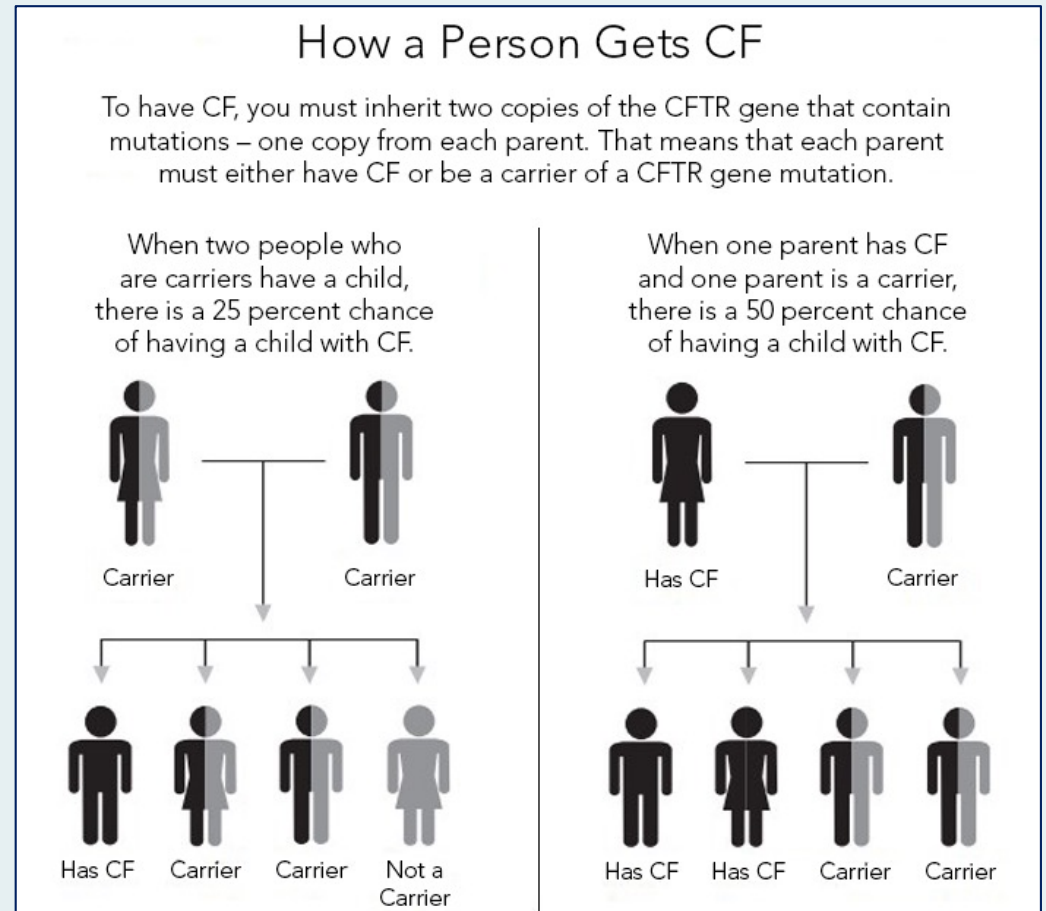 How a Person Gets CF
To have CF, you must inherit two copies of the CFTR gene that contain
mutations – one copy from each parent. That means that each parent
must either have CF or be a carrier of a CFTR gene mutation.
When two people who
are carriers have a child,
there is a 25 percent chance
of having a child with CF.
Carrier
Carrier
Has CF
Carrier
Carrier
Not a
Carrier
When one parent has CF
and one parent is a carrier,
there is a 50 percent chance
of having a child with CF.
Has CF
Carrier
Has CF
Has CF
Carrier
Carrier